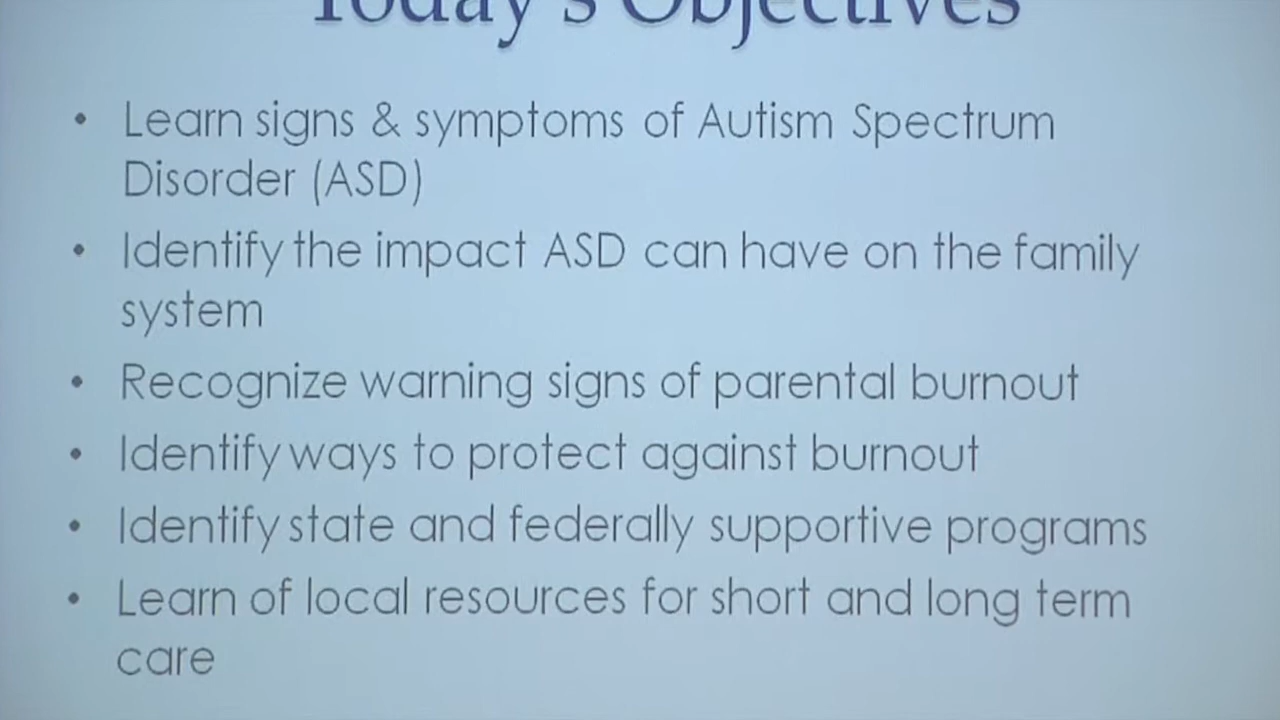 Today's Objectives
• Learn signs & symptoms of Autism Spectrum
Disorder (ASD)
• Identify the impact ASD can have on the family
system
• Recognize warning signs of parental burnout
• Identify ways to protect against burnout
• Identify state and federally supportive programs
• Learn of local resources for short and long term
care